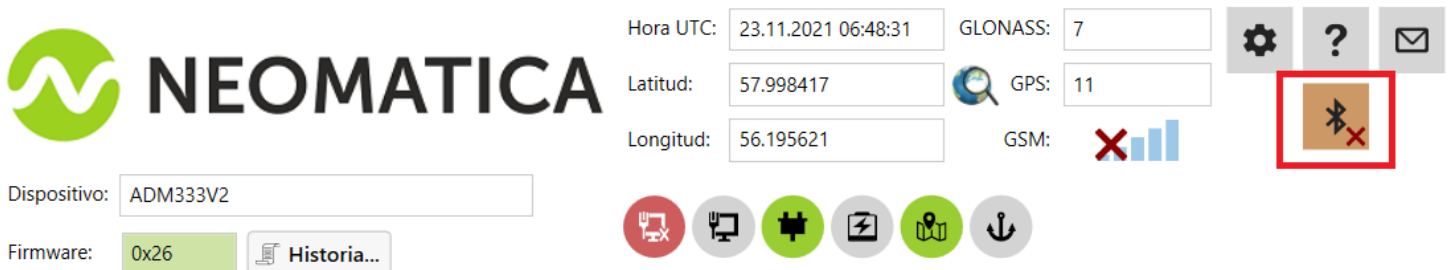 NEOMATICA
Hora UTC: 23.11.2021 06:48:31 GLONASS: 7
Latitud: 57.998417 GPS: 11
Longitud: 56.195621 GSM:
?
Dispositivo: ADM333V2
Firmware: 0x26 Historia...